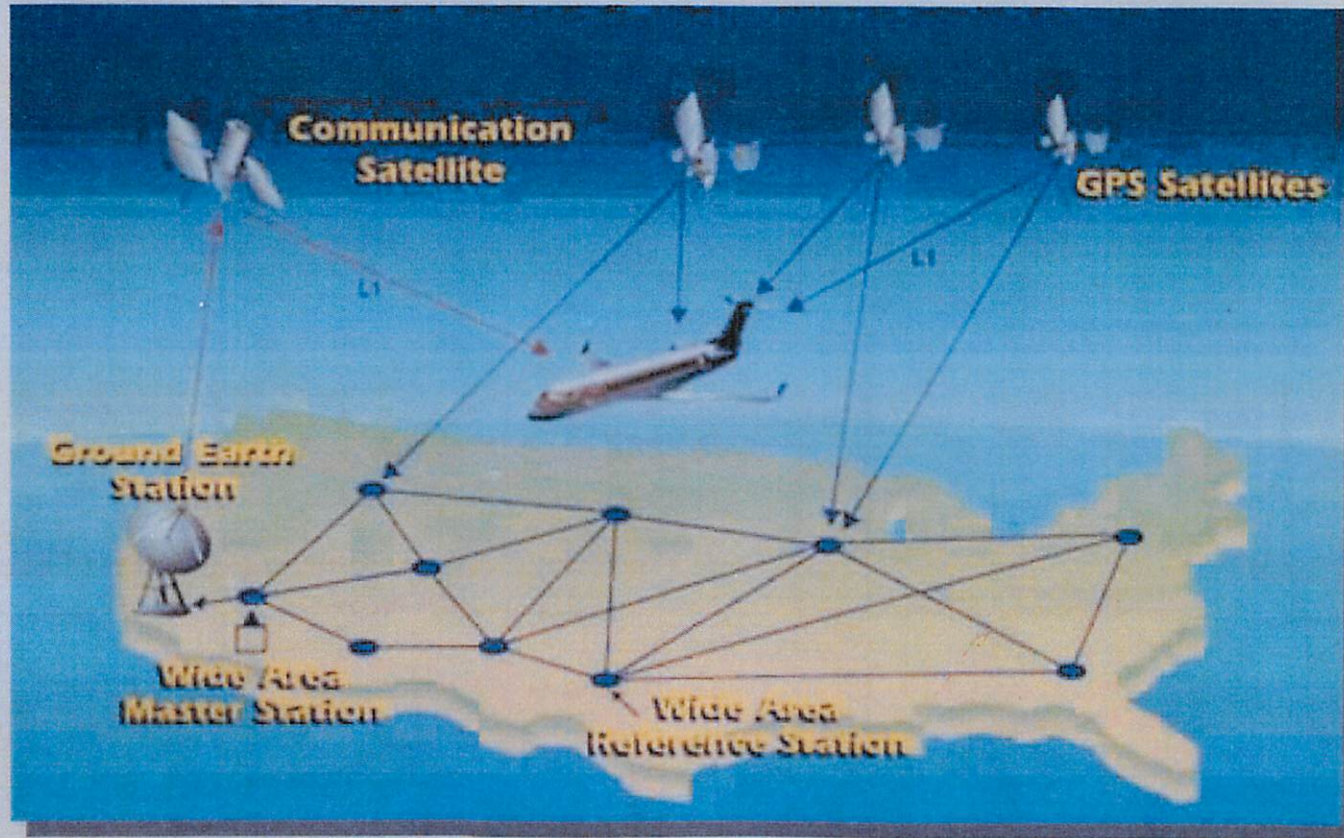 Communication
Satellite
GPS Satellites
L1
L1
Ground Earth
Station
Wide Area
Master Station
Wide Area
Reference Station